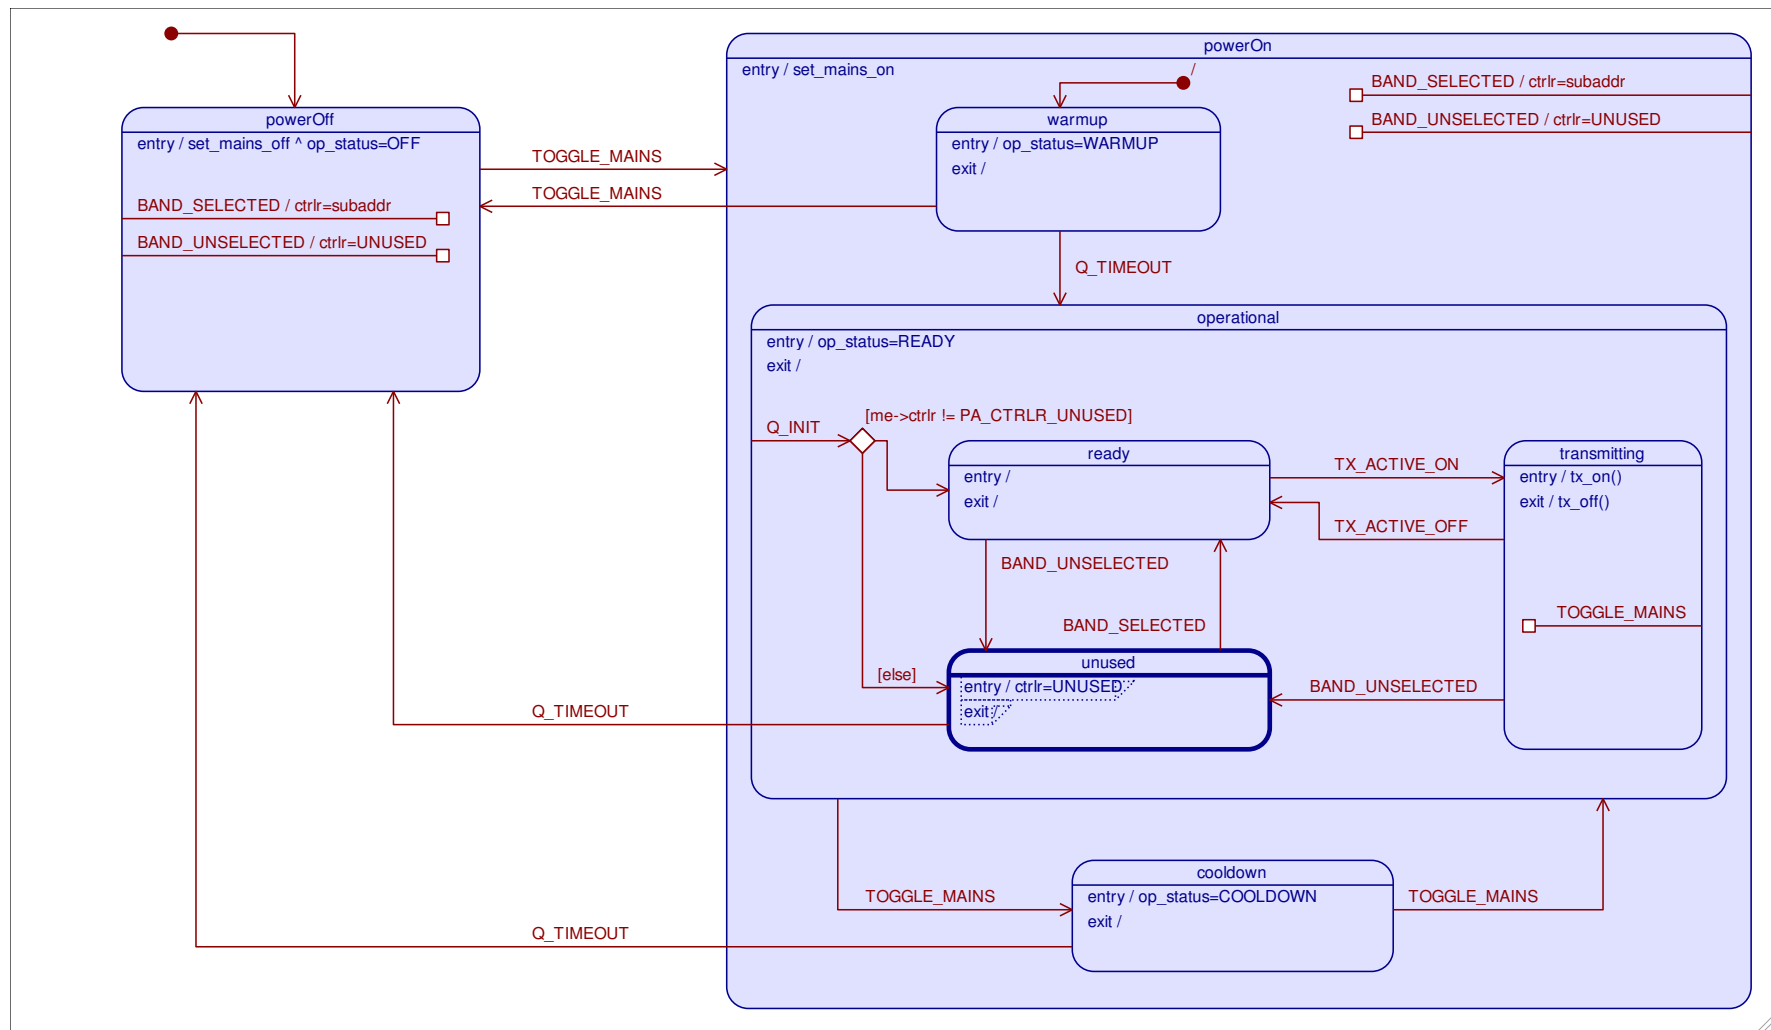 powerOn
entry / set_mains_on
/
BAND_SELECTED / ctrlr=subaddr
BAND_UNSELECTED / ctrlr=UNUSED
powerOff
entry / set_mains_off ^ op_status=OFF
BAND_SELECTED / ctrlr=subaddr
BAND_UNSELECTED / ctrlr=UNUSED
TOGGLE_MAINS
TOGGLE_MAINS
warmup
entry / op_status=WARMUP
exit /
Q_TIMEOUT
operational
entry / op_status=READY
exit /
Q_INIT
[me->ctrlr != PA_CTRLR_UNUSED]
ready
entry /
exit /
TX_ACTIVE_ON
TX_ACTIVE_OFF
transmitting
entry / tx_on()
exit / tx_off()
TOGGLE_MAINS
BAND_UNSELECTED
BAND_SELECTED
[else]
unused
entry / ctrlr=UNUSED
exit /
BAND_UNSELECTED
Q_TIMEOUT
cooldown
entry / op_status=COOLDOWN
exit /
TOGGLE_MAINS
TOGGLE_MAINS
Q_TIMEOUT